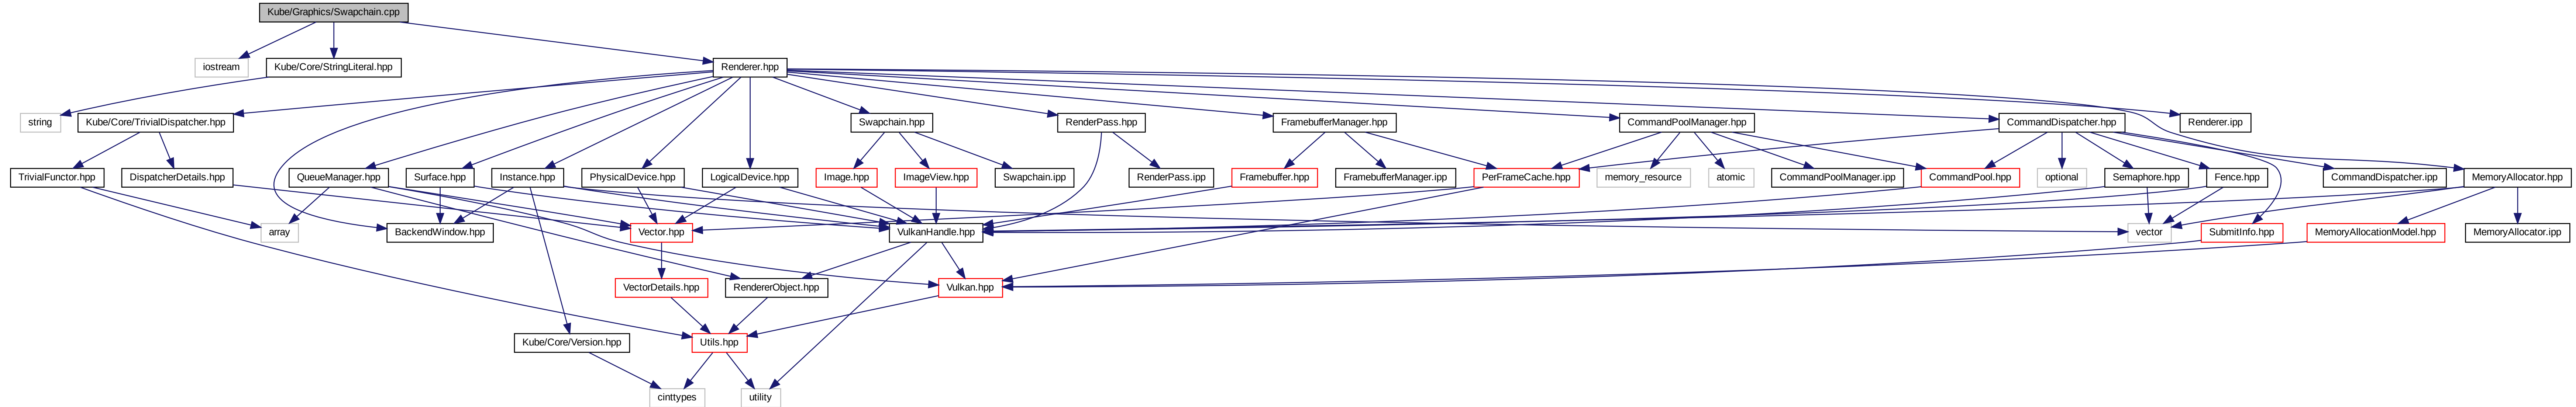 Kube/Graphics/Swapchain.cpp
iostream
Kube/Core/StringLiteral.hpp
Renderer.hpp
string
Kube/Core/TrivialDispatcher.hpp
Swapchain.hpp
RenderPass.hpp
FramebufferManager.hpp
CommandPoolManager.hpp
CommandDispatcher.hpp
Renderer.ipp
TrivialFunctor.hpp
DispatcherDetails.hpp
QueueManager.hpp
Surface.hpp
Instance.hpp
PhysicalDevice.hpp
LogicalDevice.hpp
Image.hpp
ImageView.hpp
Swapchain.ipp
RenderPass.ipp
Framebuffer.hpp
FramebufferManager.ipp
PerFrameCache.hpp
memory_resource
atomic
CommandPoolManager.ipp
CommandPool.hpp
optional
Semaphore.hpp
Fence.hpp
CommandDispatcher.ipp
MemoryAllocator.hpp
array
BackendWindow.hpp
Vector.hpp
VulkanHandle.hpp
vector
SubmitInfo.hpp
MemoryAllocationModel.hpp
MemoryAllocator.ipp
VectorDetails.hpp
RendererObject.hpp
Vulkan.hpp
Kube/Core/Version.hpp
Utils.hpp
cinttypes
utility